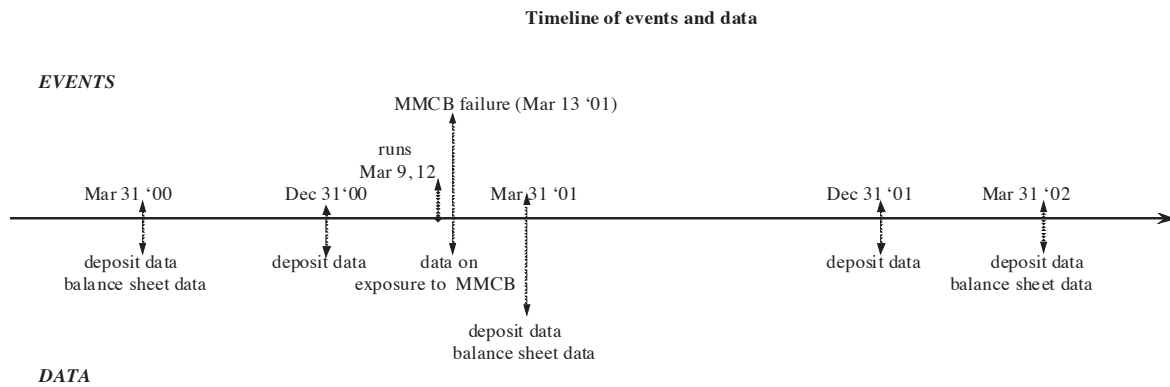 Timeline of events and data
EVENTS
MMCB failure (Mar 13 ‘01)
runs
Mar 9, 12
Mar 31 ‘00
Dec 31‘00
Mar 31 ‘01
Dec 31 ‘01
Mar 31 ‘02
deposit data
balance sheet data
deposit data
data on
exposure to MMCB
deposit data
balance sheet data
deposit data
deposit data
balance sheet data
DATA